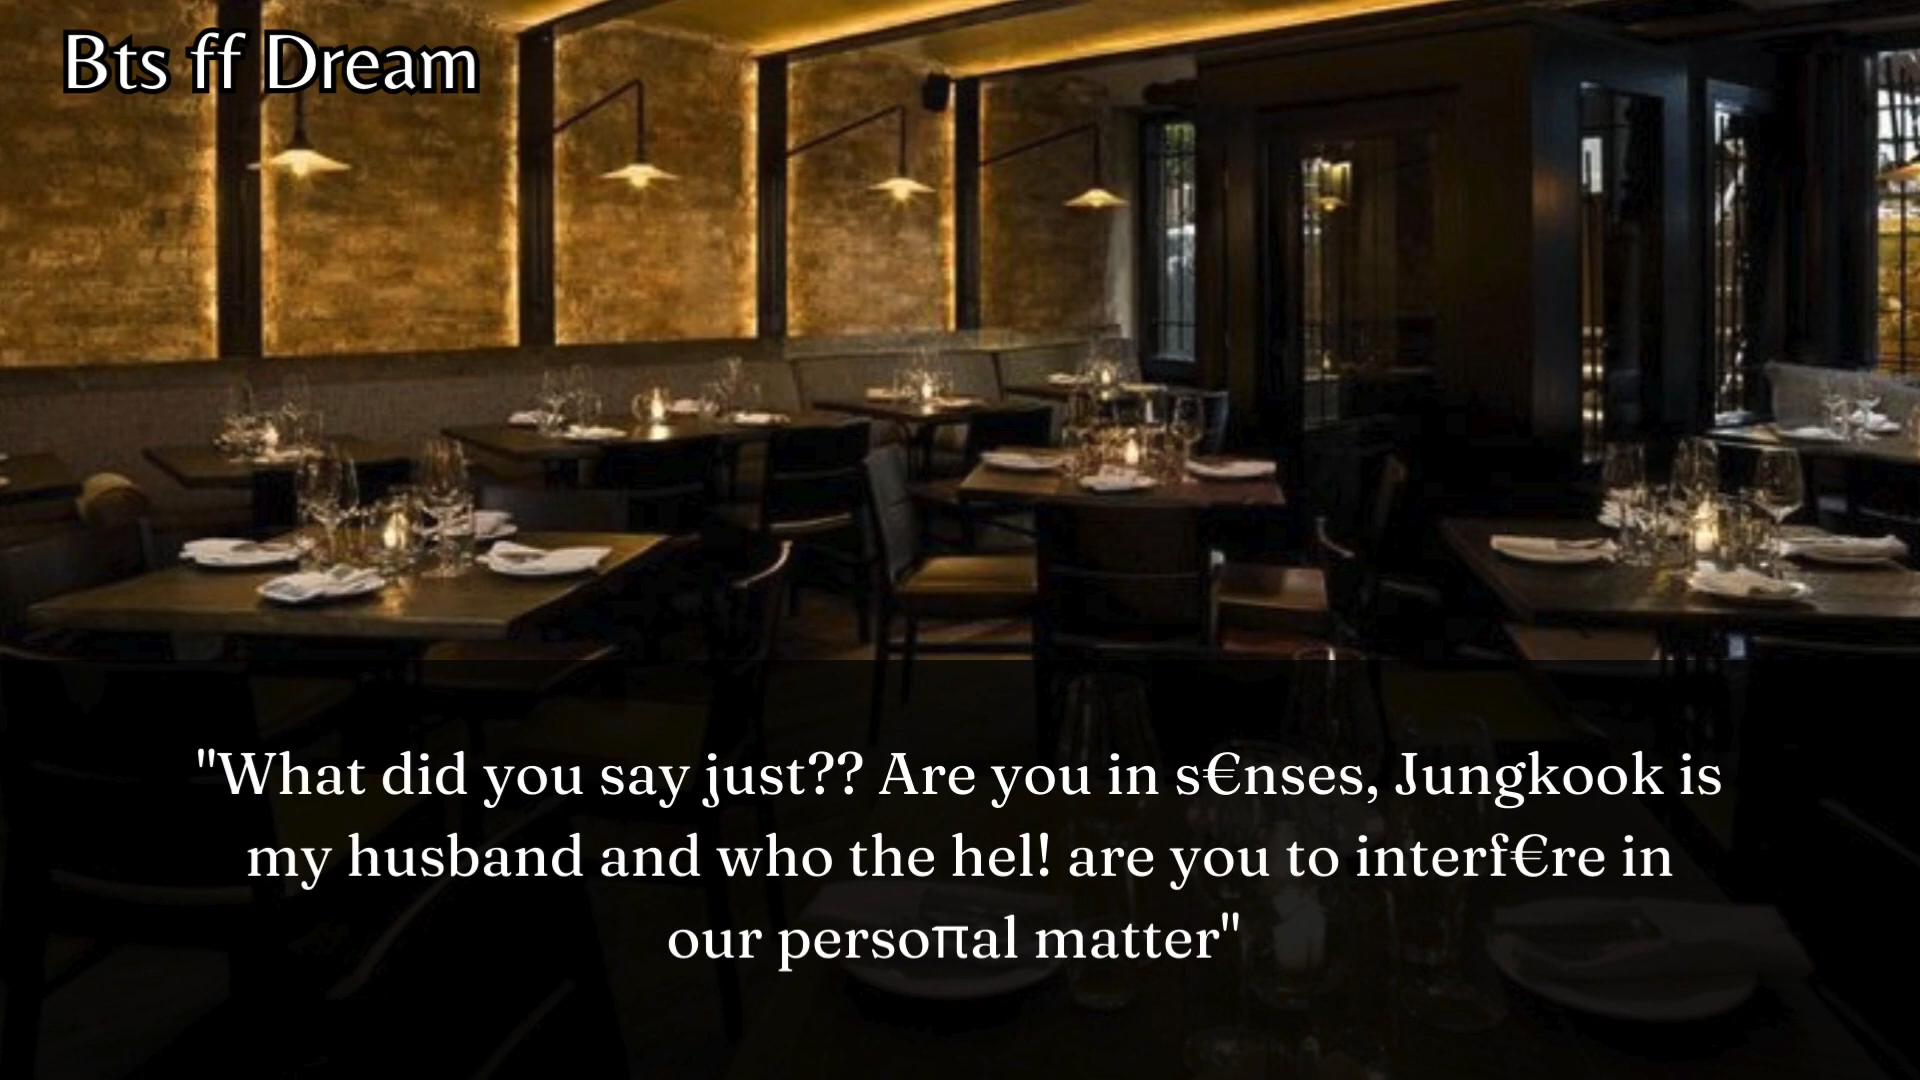 Bts ff Dream
"What did you say just?? Are you in s€nses, Jungkook is
my husband and who the hel! are you to interf€re in
our persoπal matter"